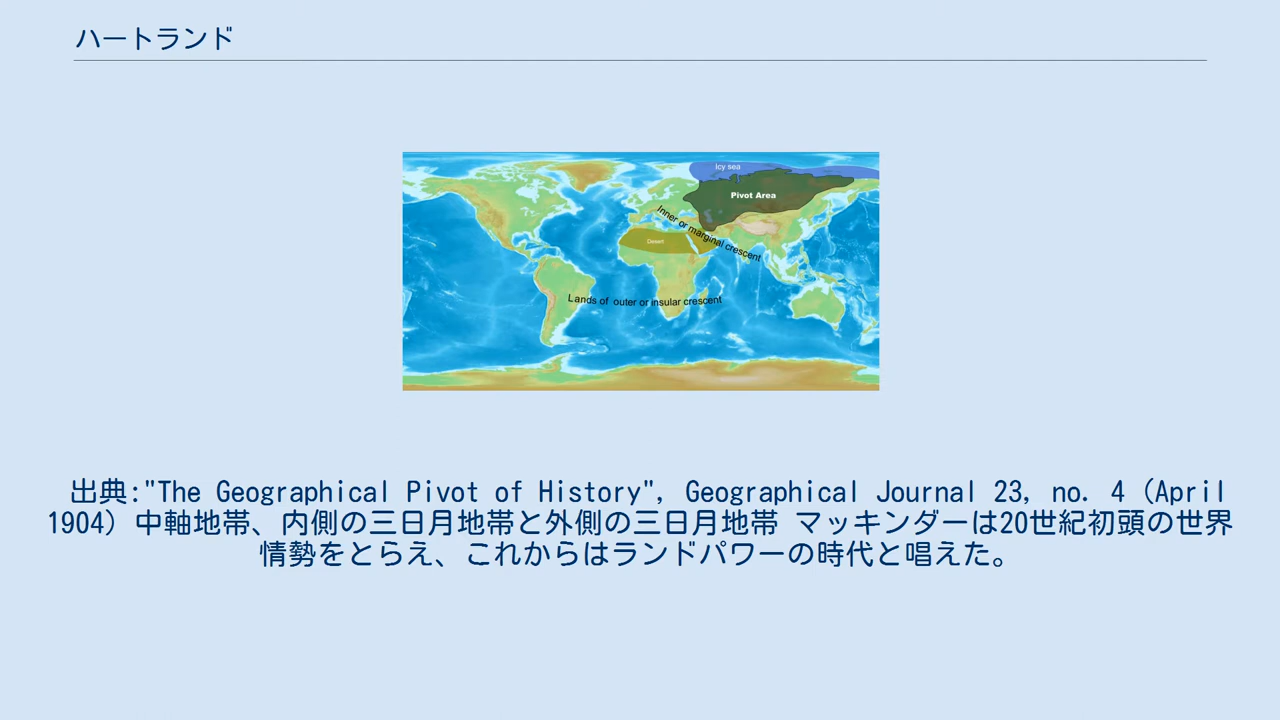 ハートランド
Icy sea
Pivot Area
Inner or marginal crescent
Desert
Lands of outer or insular crescent
出典:"The Geographical Pivot of History", Geographical Journal 23, no. 4 (April
1904) 中軸地帯、内側の三日月地帯と外側の三日月地帯 マッキンダーは20世紀初頭の世界
情勢をとらえ、これからはランドパワーの時代と唱えた。